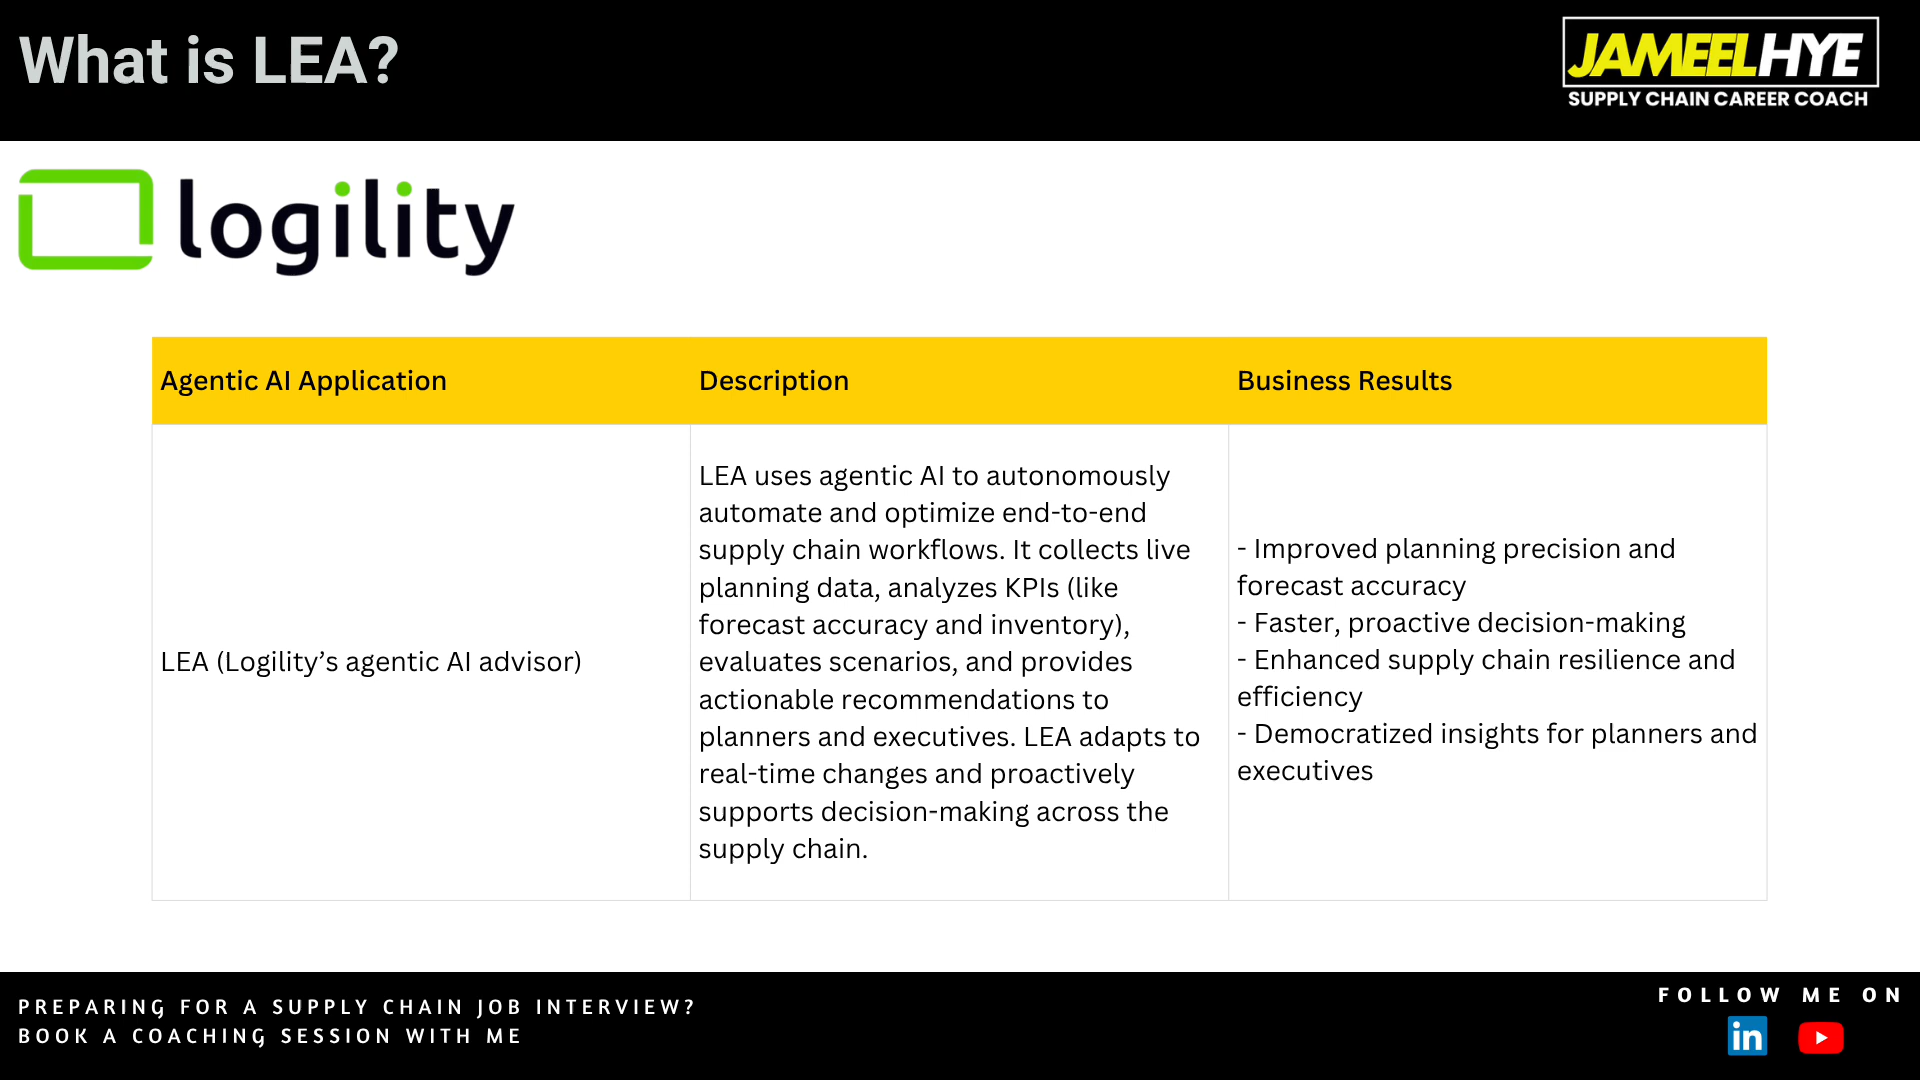 What is LEA?
JAMEELHYE
SUPPLY CHAIN CAREER COACH
logility
Agentic AI Application
Description
Business Results
LEA (Logility’s agentic AI advisor)
LEA uses agentic AI to autonomously
automate and optimize end-to-end
supply chain workflows. It collects live
planning data, analyzes KPIs (like
forecast accuracy and inventory),
evaluates scenarios, and provides
actionable recommendations to
planners and executives. LEA adapts to
real-time changes and proactively
supports decision-making across the
supply chain.
- Improved planning precision and
forecast accuracy
- Faster, proactive decision-making
- Enhanced supply chain resilience and
efficiency
- Democratized insights for planners and
executives
PREPARING FOR A SUPPLY CHAIN JOB INTERVIEW?
BOOK A COACHING SESSION WITH ME
FOLLOW ME ON
in